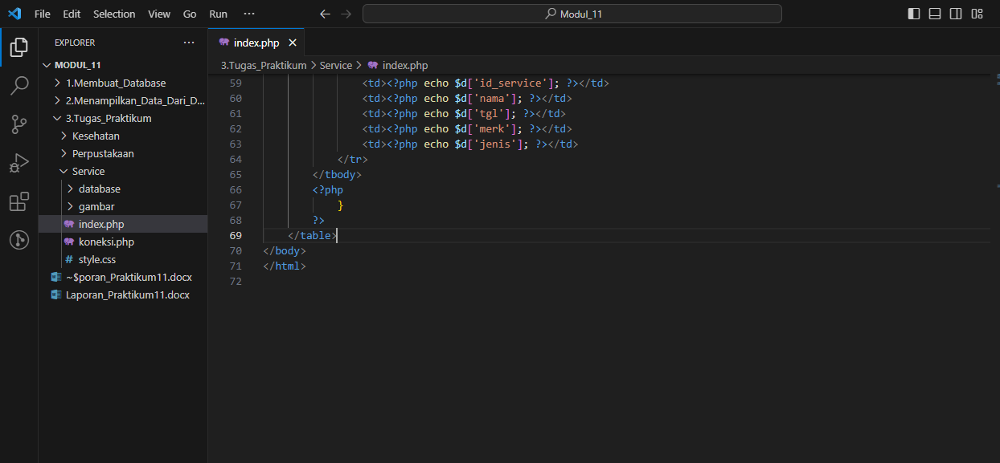 File Edit Selection View Go Run ···
Modul_11
EXPLORER ···
index.php
MODUL_11
3.Tugas_Praktikum > Service > index.php
1.Membuat_Database
2.Menampilkan_Data_Dari_D...
3.Tugas_Praktikum
Kesehatan
Perpustakaan
Service
database
gambar
index.php
koneksi.php
# style.css
~$poran_Praktikum11.docx
Laporan_Praktikum11.docx
59 <td><?php echo $d['id_service']; ?></td>
60 <td><?php echo $d['nama']; ?></td>
61 <td><?php echo $d['tgl']; ?></td>
62 <td><?php echo $d['merk']; ?></td>
63 <td><?php echo $d['jenis']; ?></td>
64 </tr>
65 </tbody>
66 <?php
67 }
68 ?>
69 </table>
70 </body>
71 </html>
72